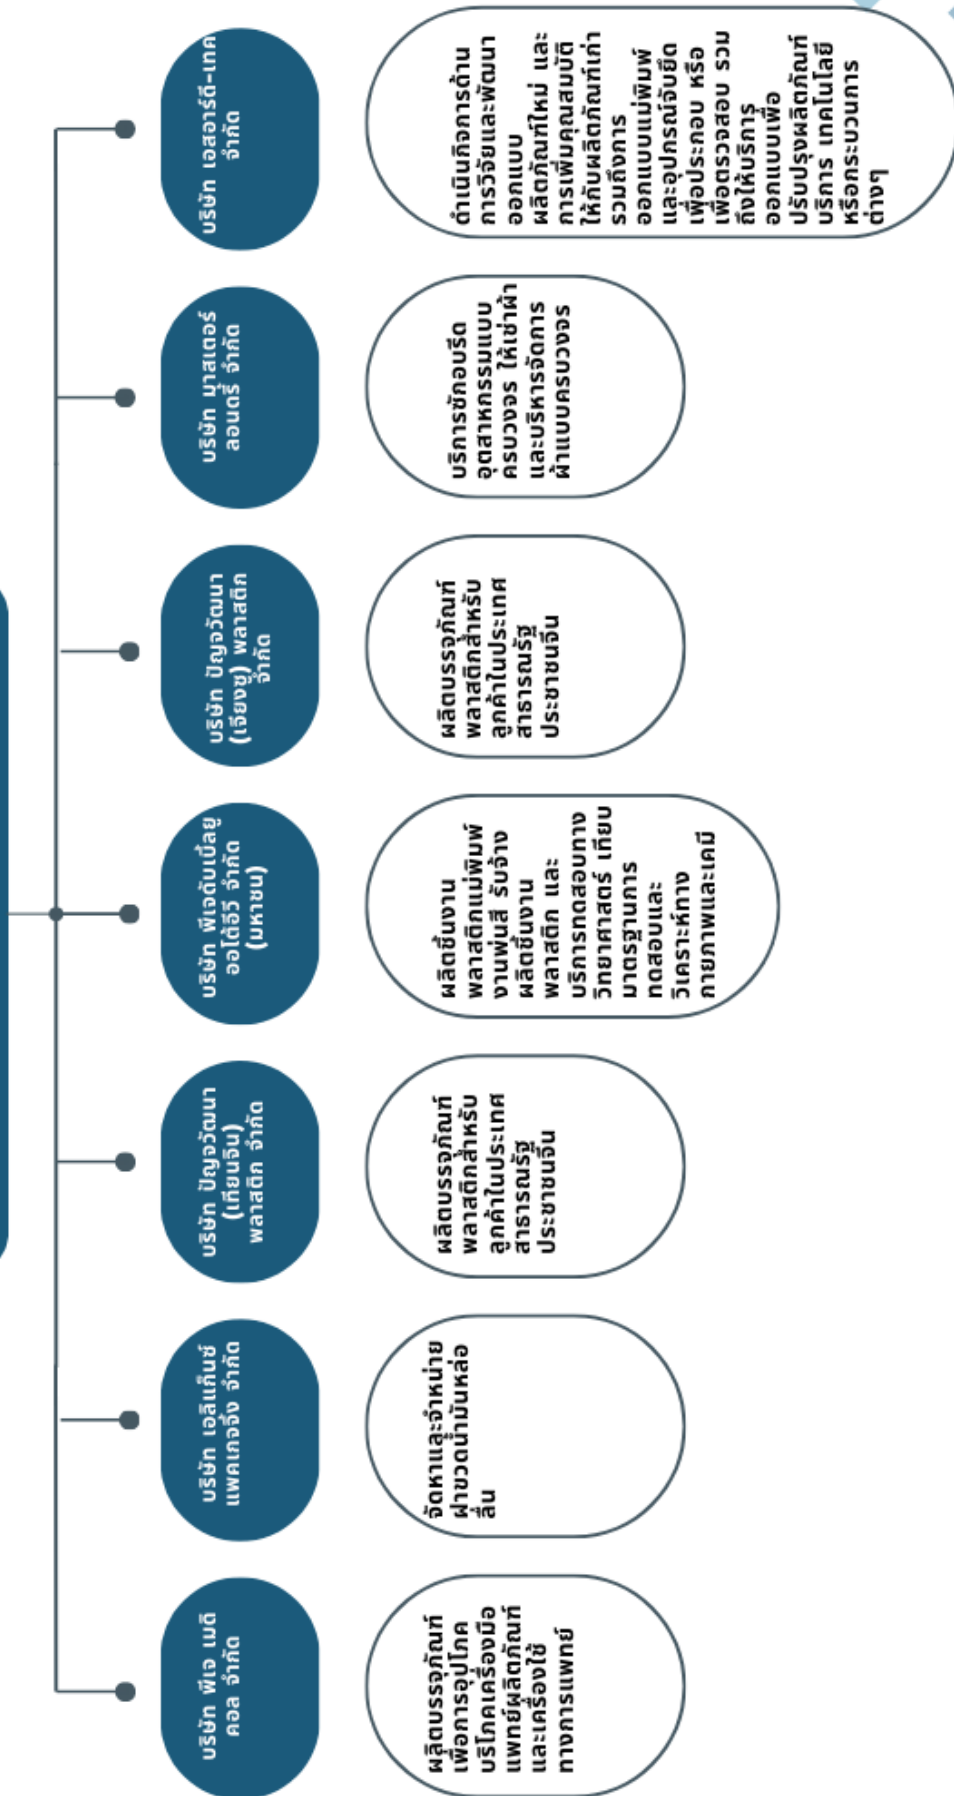 บริษัท พีเจ เมดิ
คอล จำกัด
ผลิตบรรจุภัณฑ์
เพื่อการอุปโภค
บริโภคเครื่องมือ
แพทย์ผลิตภัณฑ์
และเครื่องใช้
ทางการแพทย์
บริษัท เอลิแก็นซ์
แพคเกจจิ้ง จำกัด
จัดหาและจำหน่าย
ฝาขวดน้ำมันหล่อ
ลื่น
บริษัท ปัญจวัฒนา
(เทียนจิน)
พลาสติก จำกัด
ผลิตบรรจุภัณฑ์
พลาสติกสำหรับ
ลูกค้าในประเทศ
สาธารณรัฐ
ประชาชนจีน
บริษัท พีเจดับเบิ้ลยู
ออโต้อีวี จำกัด
(มหาชน)
ผลิตชิ้นงาน
พลาสติกแม่พิมพ์
งานพ่นสี รับจ้าง
ผลิตชิ้นงาน
พลาสติก และ
บริการทดสอบทาง
วิทยาศาสตร์ เทียบ
มาตรฐานการ
ทดสอบและ
วิเคราะห์ทาง
กายภาพและเคมี
บริษัท ปัญจวัฒนา
(เจียงซู) พลาสติก
จำกัด
ผลิตบรรจุภัณฑ์
พลาสติกสำหรับ
ลูกค้าในประเทศ
สาธารณรัฐ
ประชาชนจีน
บริษัท มาสเตอร์
ลอนดรี้ จำกัด
บริการซักอบรีด
อุตสาหกรรมแบบ
ครบวงจร ให้เช่าผ้า
และบริหารจัดการ
ผ้าแบบครบวงจร
บริษัท เอสอาร์ดี-เทค
จำกัด
ดำเนินกิจการด้าน
การวิจัยและพัฒนา
ออกแบบ
ผลิตภัณฑ์ใหม่ และ
การเพิ่มคุณสมบัติ
ให้กับผลิตภัณฑ์เก่า
รวมถึงการ
ออกแบบแม่พิมพ์
และอุปกรณ์จับยึด
เพื่อประกอบ หรือ
เพื่อตรวจสอบ รวม
ถึงให้บริการ
ออกแบบเพื่อ
ปรับปรุงผลิตภัณฑ์
บริการ เทคโนโลยี
หรือกระบวนการ
ต่างๆ